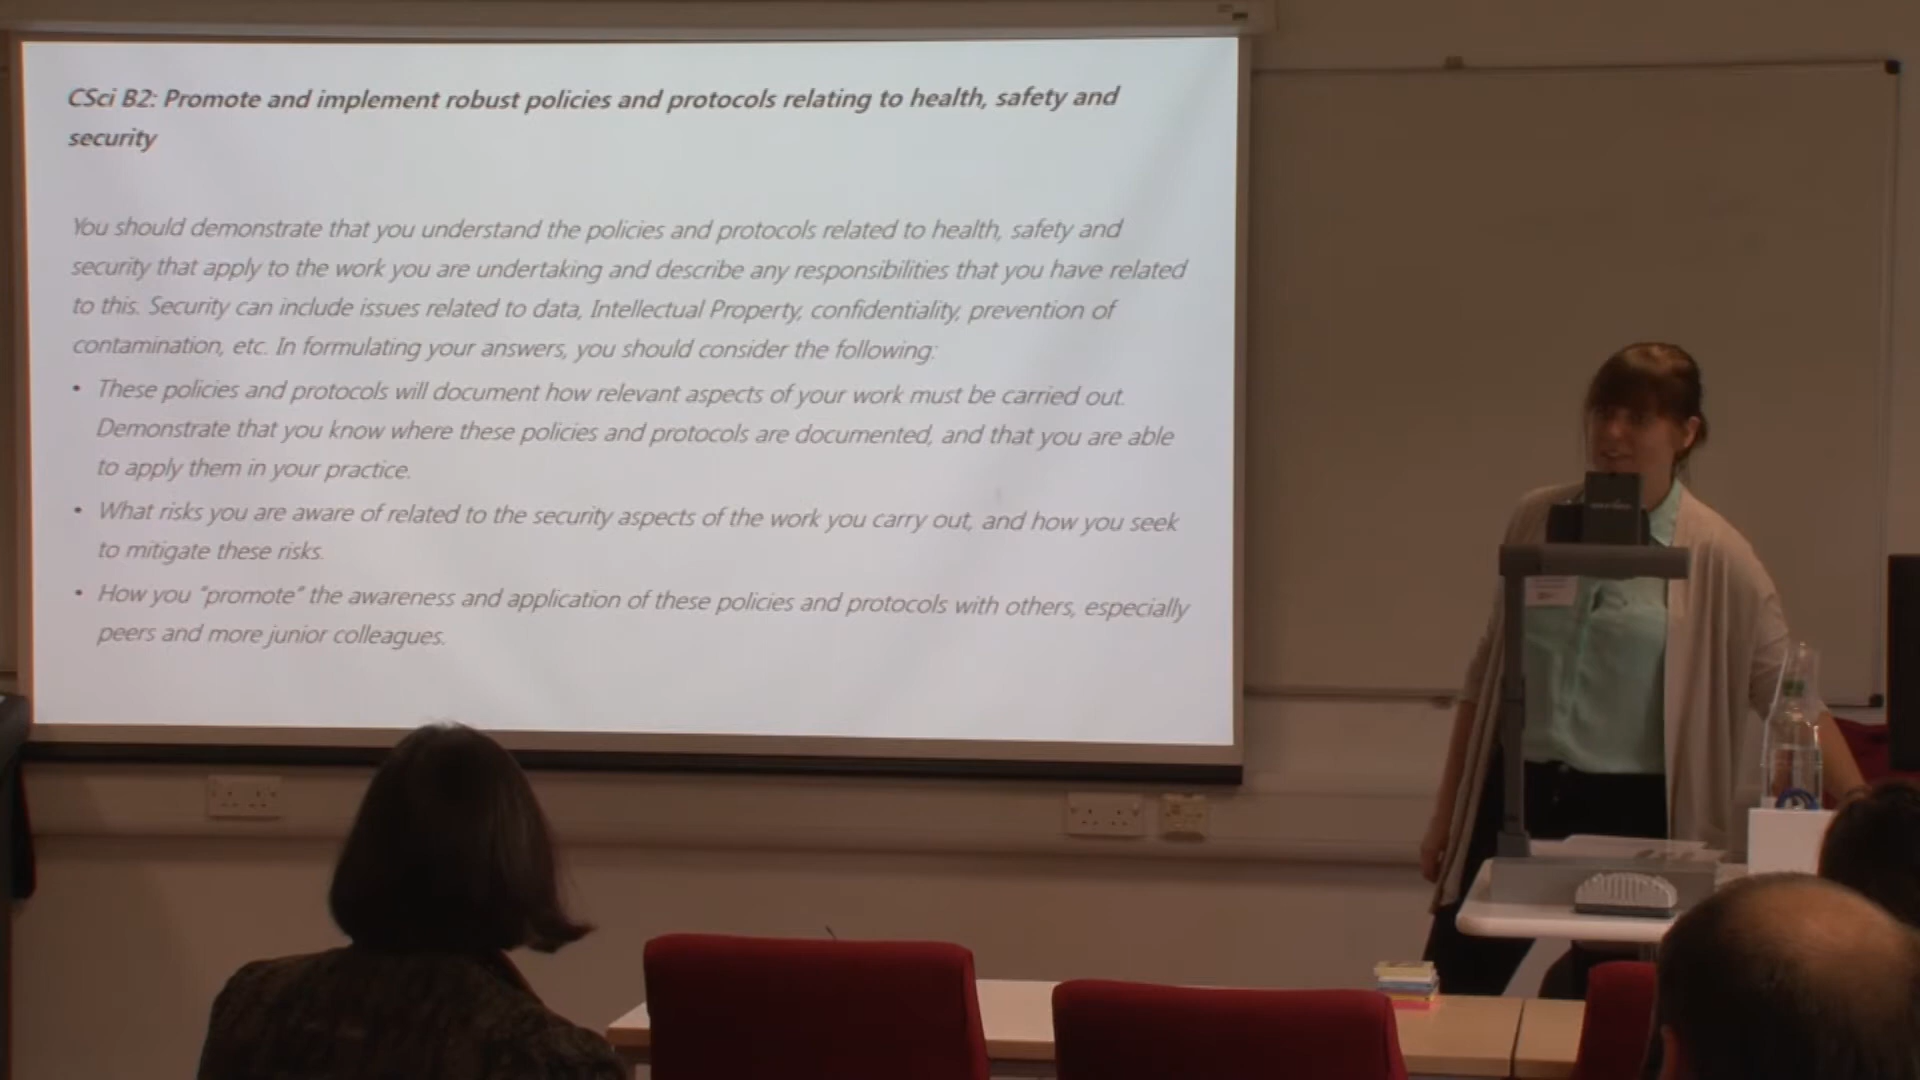 CSci B2: Promote and implement robust policies and protocols relating to health, safety and
security
You should demonstrate that you understand the policies and protocols related to health, safety and
security that apply to the work you are undertaking and describe any responsibilities that you have related
to this. Security can include issues related to data, Intellectual Property, confidentiality, prevention of
contamination, etc. In formulating your answers, you should consider the following:
• These policies and protocols will document how relevant aspects of your work must be carried out.
Demonstrate that you know where these policies and protocols are documented, and that you are able
to apply them in your practice.
• What risks you are aware of related to the security aspects of the work you carry out, and how you seek
to mitigate these risks.
• How you "promote" the awareness and application of these policies and protocols with others, especially
peers and more junior colleagues.